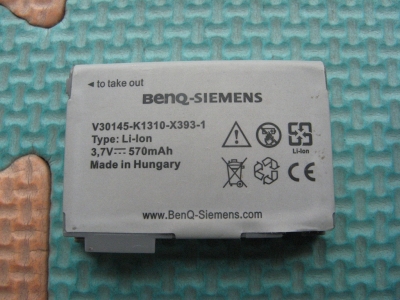 to take out
BENQ-SIEMENS
V30145-K1310-X393-1
Type: Li-Ion
3,7V⎓ 570mAh
Made in Hungary
Li-Ion
www.BenQ-Siemens.com